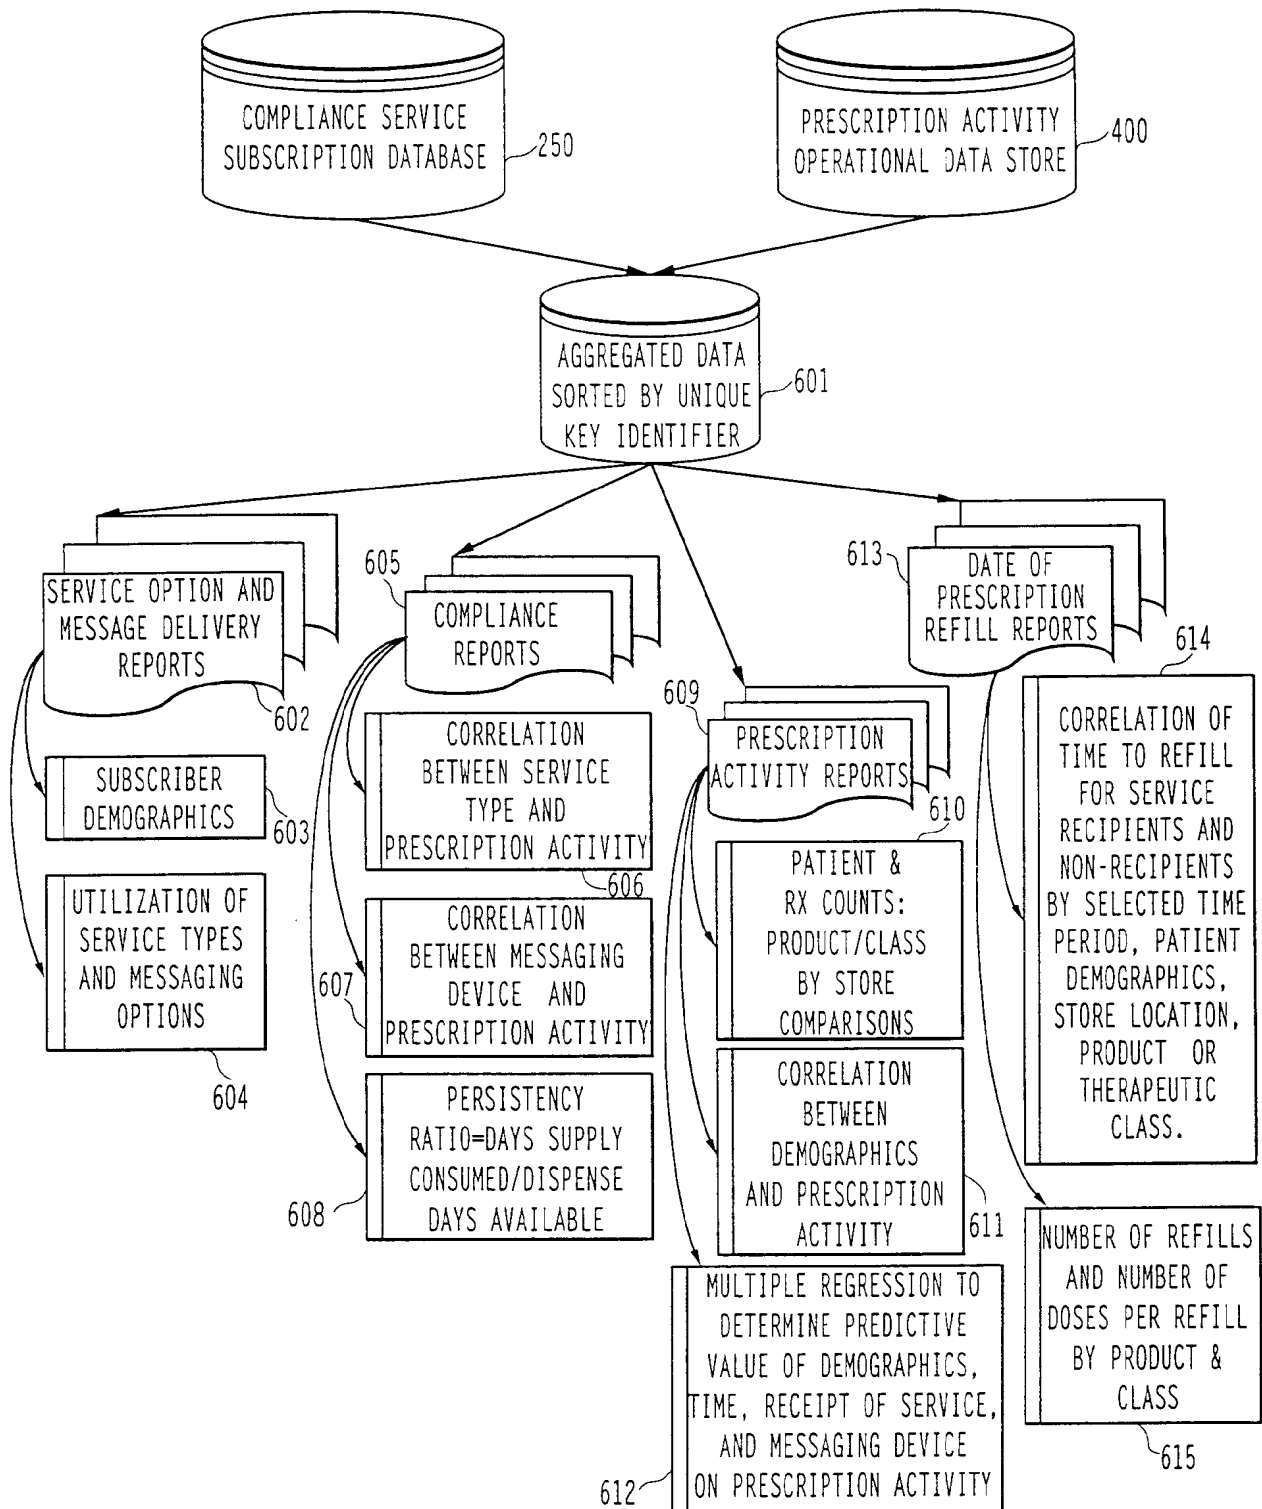 COMPLIANCE SERVICE
SUBSCRIPTION DATABASE
250
PRESCRIPTION ACTIVITY
OPERATIONAL DATA STORE
400
AGGREGATED DATA
SORTED BY UNIQUE
KEY IDENTIFIER
601
SERVICE OPTION AND
MESSAGE DELIVERY
REPORTS
602
SUBSCRIBER
DEMOGRAPHICS
603
UTILIZATION OF
SERVICE TYPES
AND MESSAGING
OPTIONS
604
605
COMPLIANCE
REPORTS
CORRELATION
BETWEEN SERVICE
TYPE AND
PRESCRIPTION ACTIVITY
606
CORRELATION
BETWEEN MESSAGING
DEVICE AND
PRESCRIPTION ACTIVITY
607
PERSISTENCY
RATIO=DAYS SUPPLY
CONSUMED/DISPENSE
DAYS AVAILABLE
608
609
PRESCRIPTION
ACTIVITY REPORTS
610
PATIENT &
RX COUNTS:
PRODUCT/CLASS
BY STORE
COMPARISONS
CORRELATION
BETWEEN
DEMOGRAPHICS
AND PRESCRIPTION
ACTIVITY
611
MULTIPLE REGRESSION TO
DETERMINE PREDICTIVE
VALUE OF DEMOGRAPHICS,
TIME, RECEIPT OF SERVICE,
AND MESSAGING DEVICE
ON PRESCRIPTION ACTIVITY
612
613
DATE OF
PRESCRIPTION
REFILL REPORTS
614
CORRELATION OF
TIME TO REFILL
FOR SERVICE
RECIPIENTS AND
NON-RECIPIENTS
BY SELECTED TIME
PERIOD, PATIENT
DEMOGRAPHICS,
STORE LOCATION,
PRODUCT OR
THERAPEUTIC
CLASS.
NUMBER OF REFILLS
AND NUMBER OF
DOSES PER REFILL
BY PRODUCT &
CLASS
615